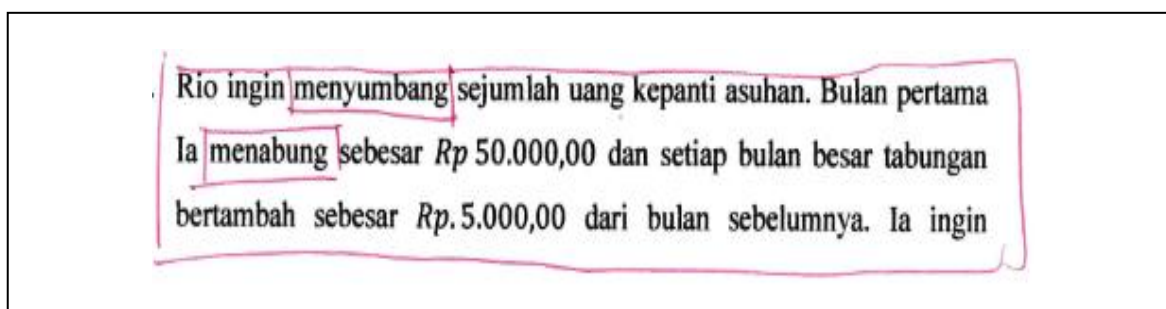 Rio ingin menyumbang sejumlah uang kepanti asuhan. Bulan pertama
Ia menabung sebesar Rp 50.000,00 dan setiap bulan besar tabungan
bertambah sebesar Rp. 5.000,00 dari bulan sebelumnya. Ia ingin